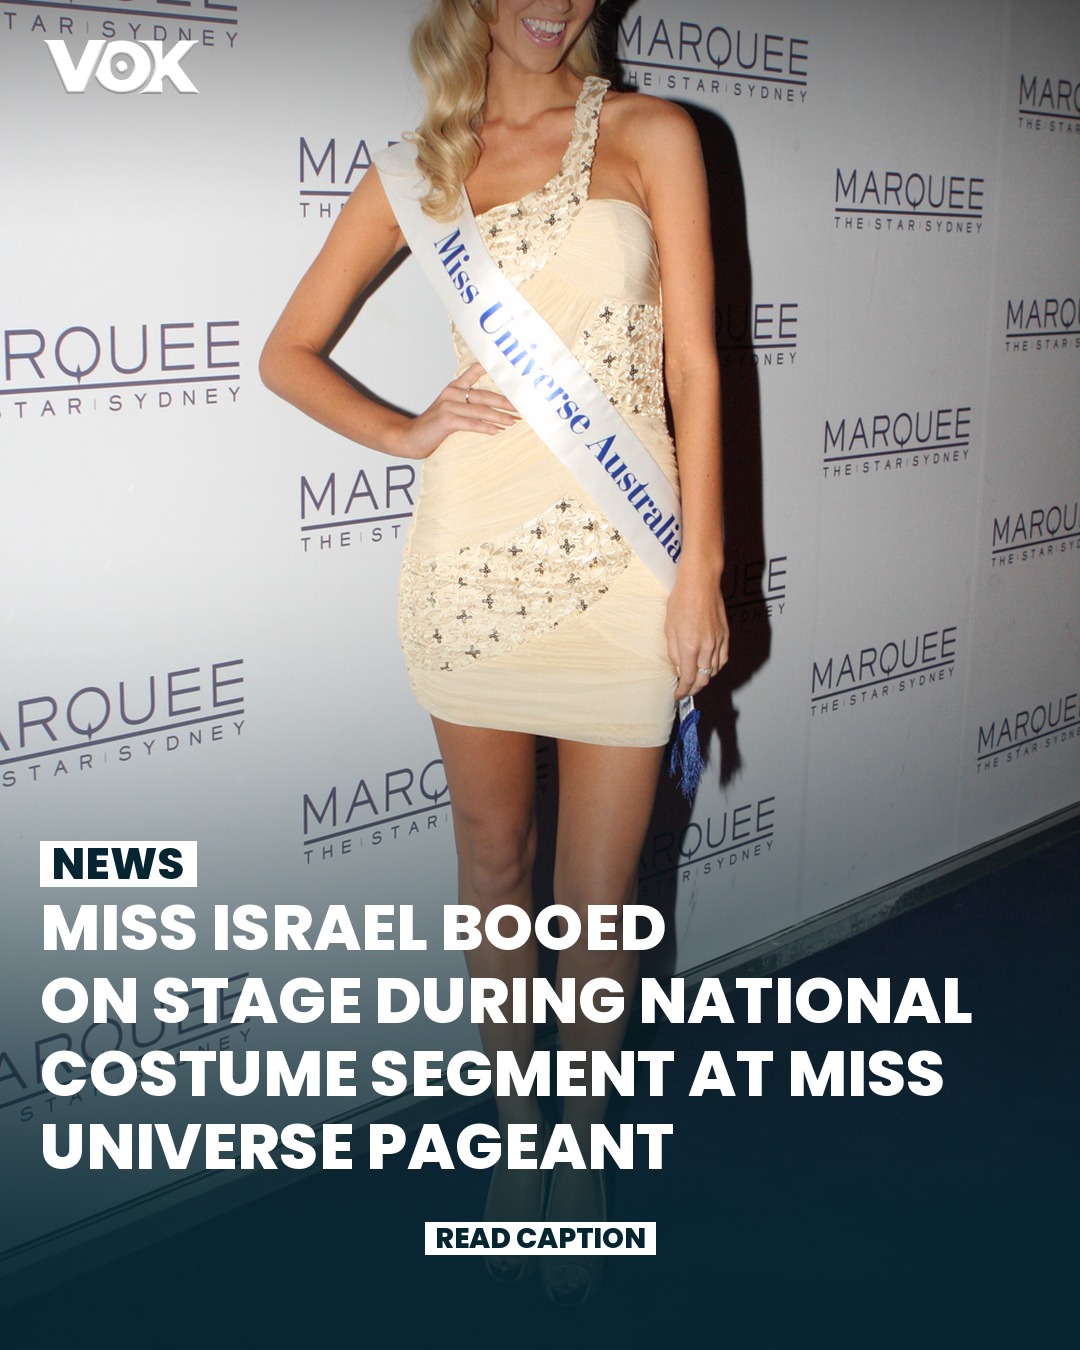 VOK
MARQUEE
THE STAR SYDNEY
Miss Universe Australia
NEWS
MISS ISRAEL BOOED
ON STAGE DURING NATIONAL
COSTUME SEGMENT AT MISS
UNIVERSE PAGEANT
READ CAPTION